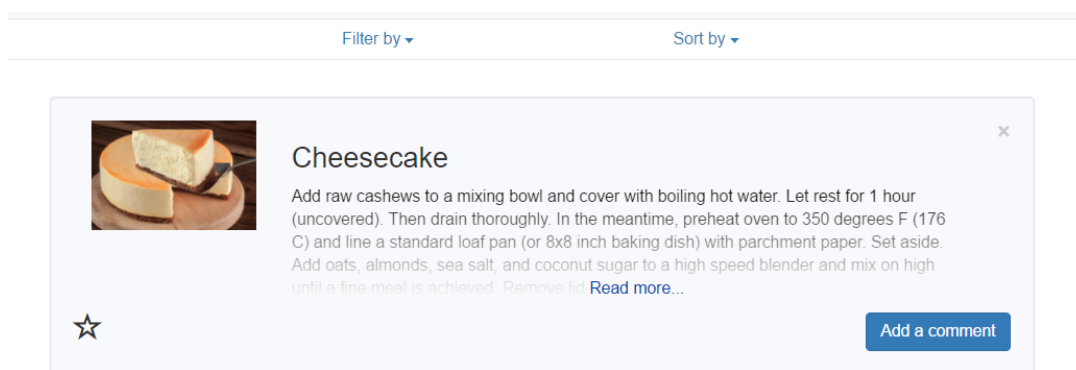 Filter by
Sort by
×
Cheesecake
Add raw cashews to a mixing bowl and cover with boiling hot water. Let rest for 1 hour
(uncovered). Then drain thoroughly. In the meantime, preheat oven to 350 degrees F (176
C) and line a standard loaf pan (or 8x8 inch baking dish) with parchment paper. Set aside.
Add oats, almonds, sea salt, and coconut sugar to a high speed blender and mix on high
until a fine meal is achieved. Remove lid Read more...
Add a comment